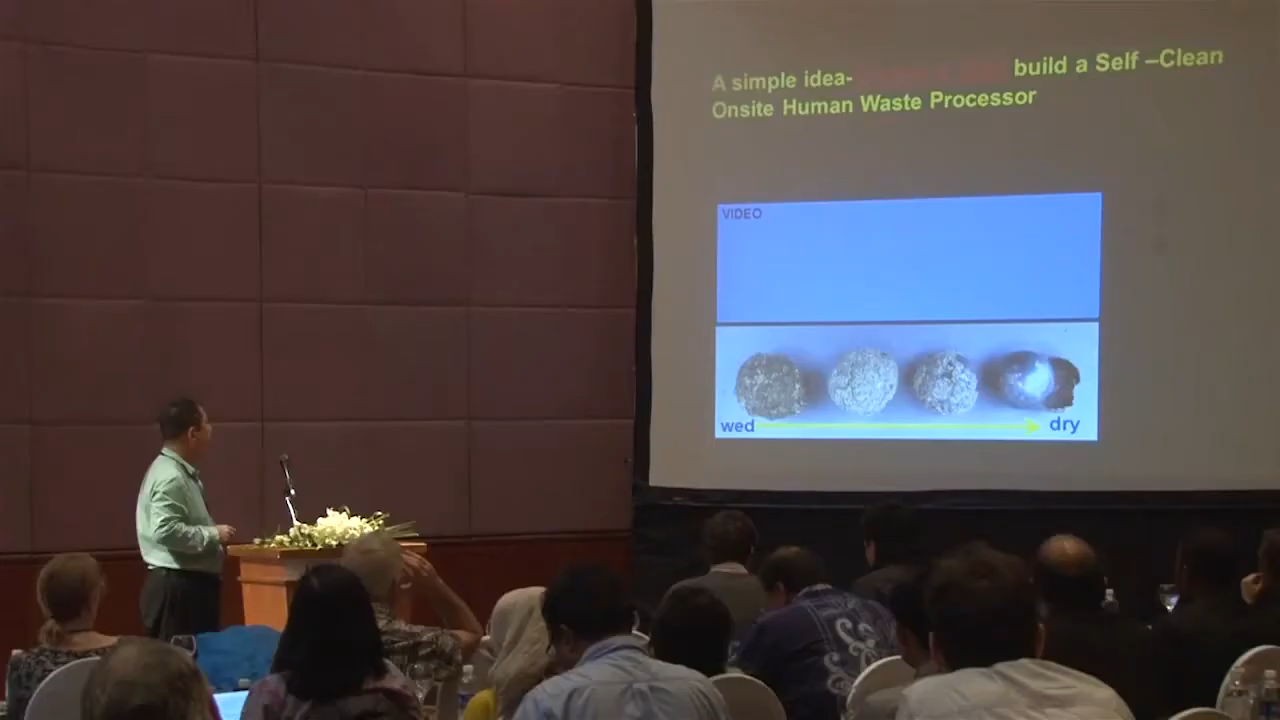 A simple idea- build a Self –Clean
Onsite Human Waste Processor
VIDEO
wed
dry